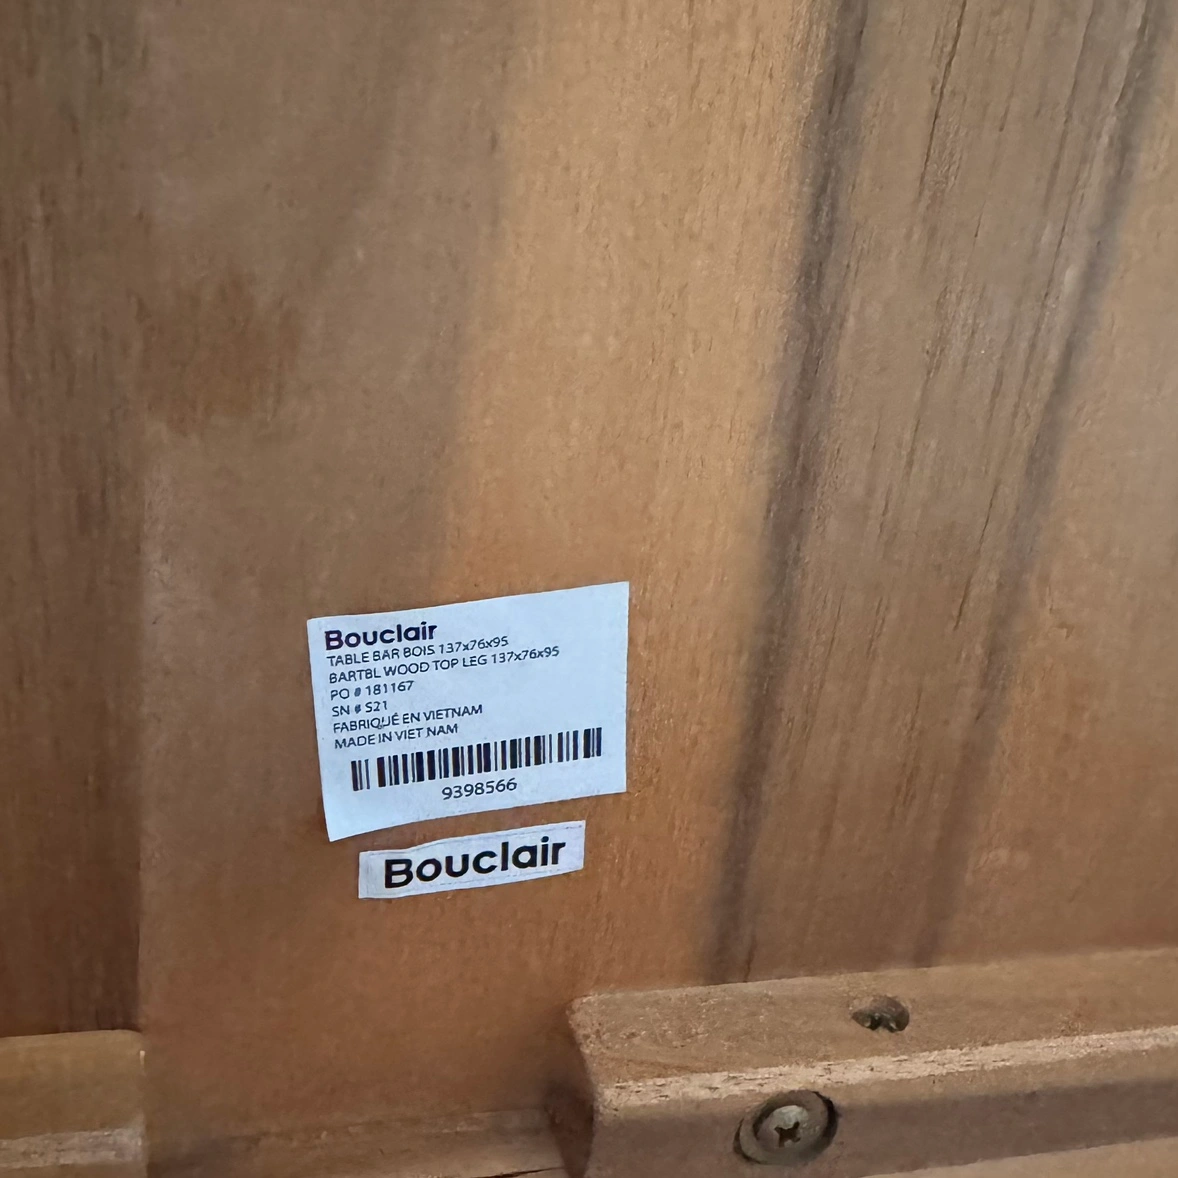 Bouclair
TABLE BAR BOIS 137x76x95
BARTBL WOOD TOP LEG 137x76x95
PO # 181167
SN # S21
FABRIQUÉ EN VIETNAM
MADE IN VIET NAM
9398566
Bouclair